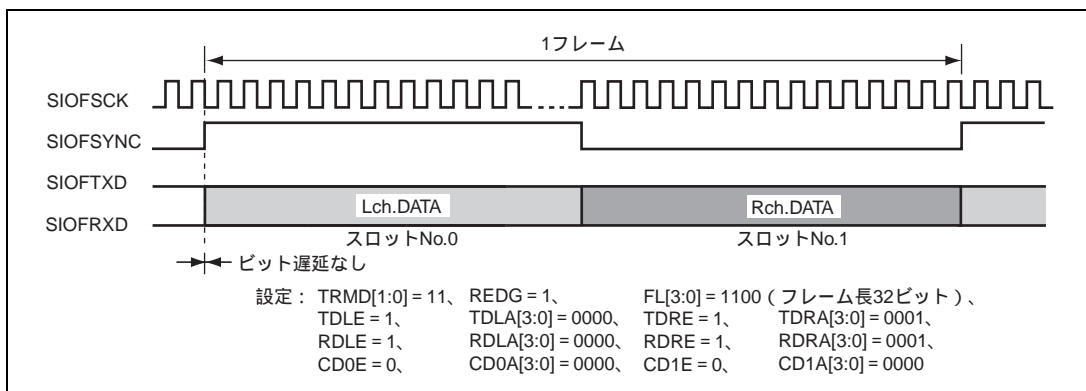 1フレーム
SIOFSCK
SIOFSYNC
SIOFTXD
SIOFRXD
Lch.DATA
Rch.DATA
スロットNo.0
スロットNo.1
ビット遅延なし
設定： TRMD[1:0] = 11、 REDG = 1、 FL[3:0] = 1100（フレーム長32ビット）、
TDLE = 1、 TDLA[3:0] = 0000、 TDRE = 1、 TDRA[3:0] = 0001、
RDLE = 1、 RDLA[3:0] = 0000、 RDRE = 1、 RDRA[3:0] = 0001、
CD0E = 0、 CD0A[3:0] = 0000、 CD1E = 0、 CD1A[3:0] = 0000